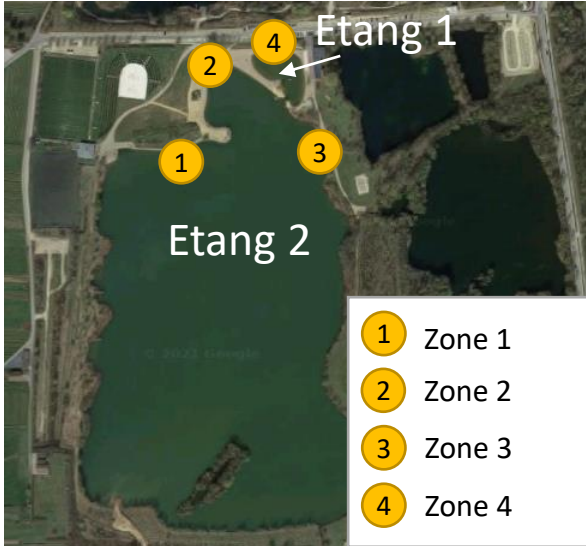 4
Etang 1
2
1
3
Etang 2
© 2022 Google
1 Zone 1
2 Zone 2
3 Zone 3
4 Zone 4